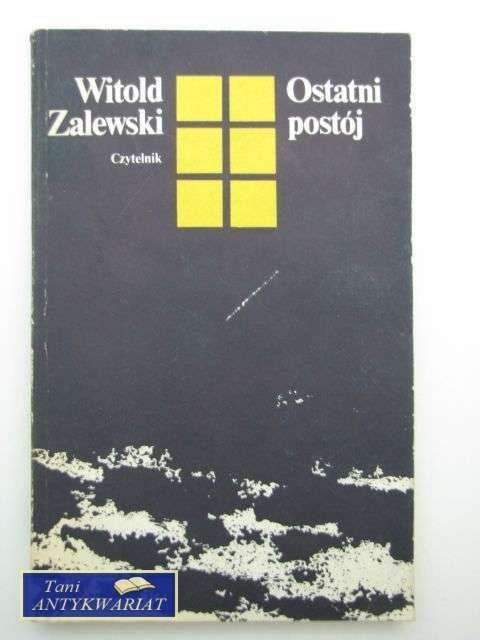 Witold
Zalewski
Czytelnik
Ostatni
postój
Tani
ANTYKWARIAT